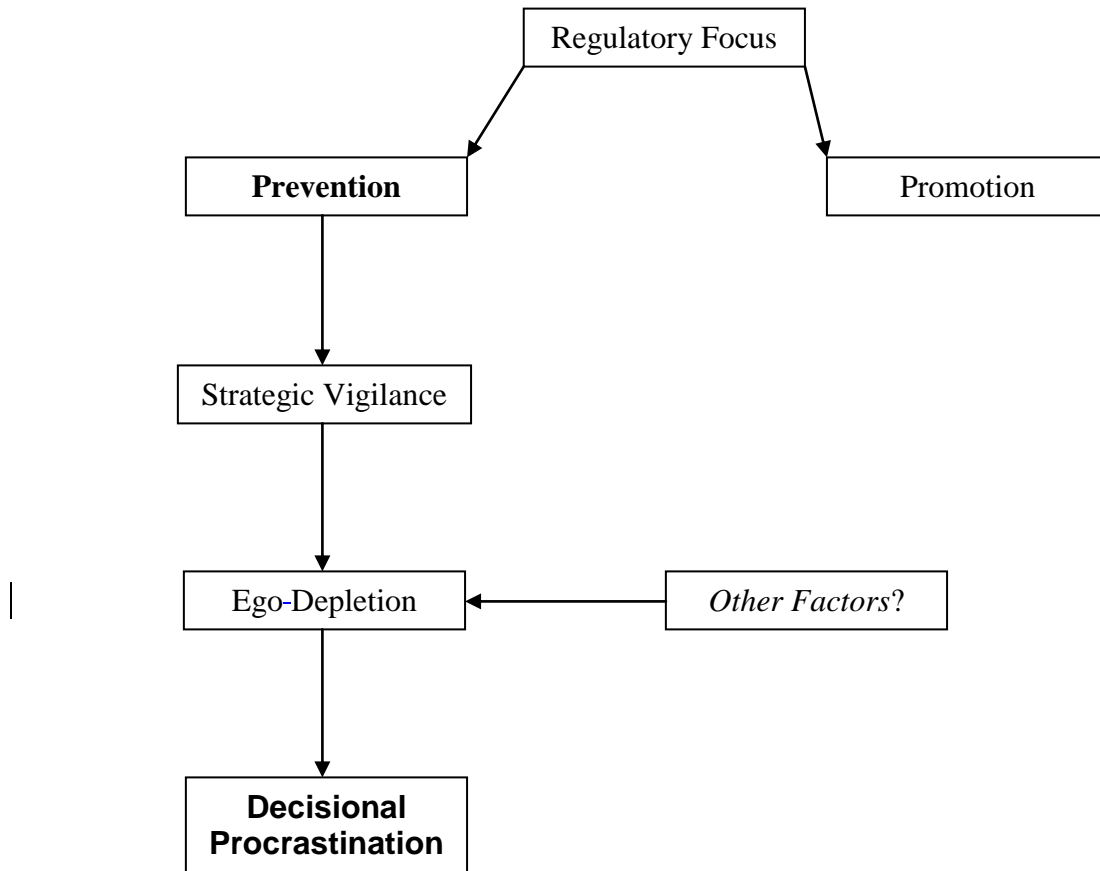 Regulatory Focus
Prevention
Promotion
Strategic Vigilance
Ego-Depletion
Other Factors?
Decisional
Procrastination